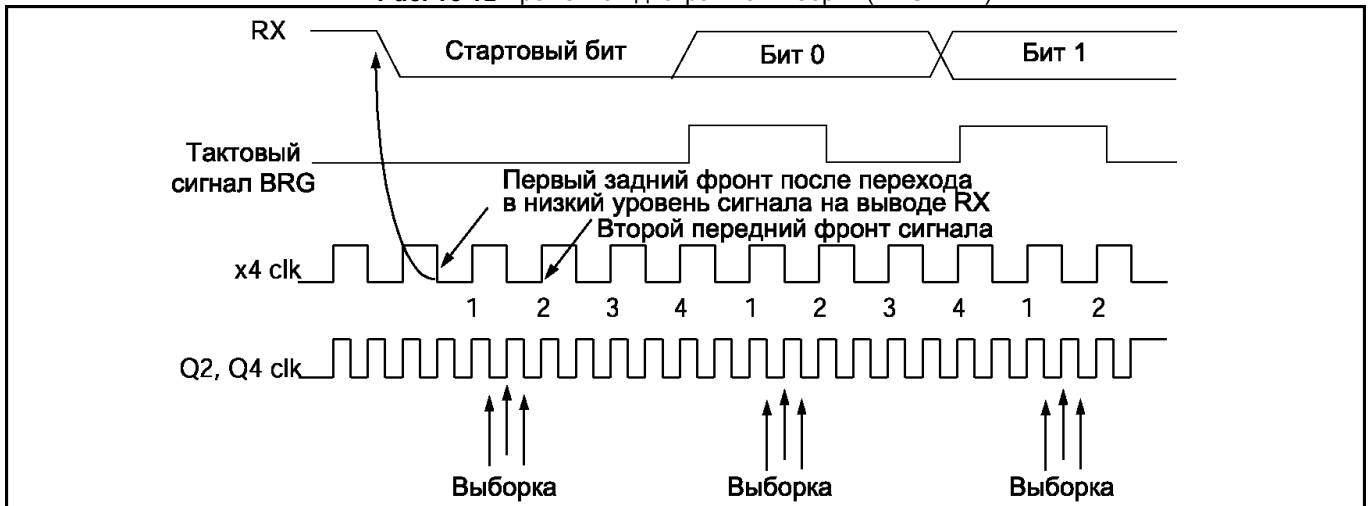 RX
Стартовый бит
Бит 0
Бит 1
Тактовый
сигнал BRG
Первый задний фронт после перехода
в низкий уровень сигнала на выводе RX
Второй передний фронт сигнала
x4 clk
1 2 3 4 1 2 3 4 1 2
Q2, Q4 clk
Выборка
Выборка
Выборка